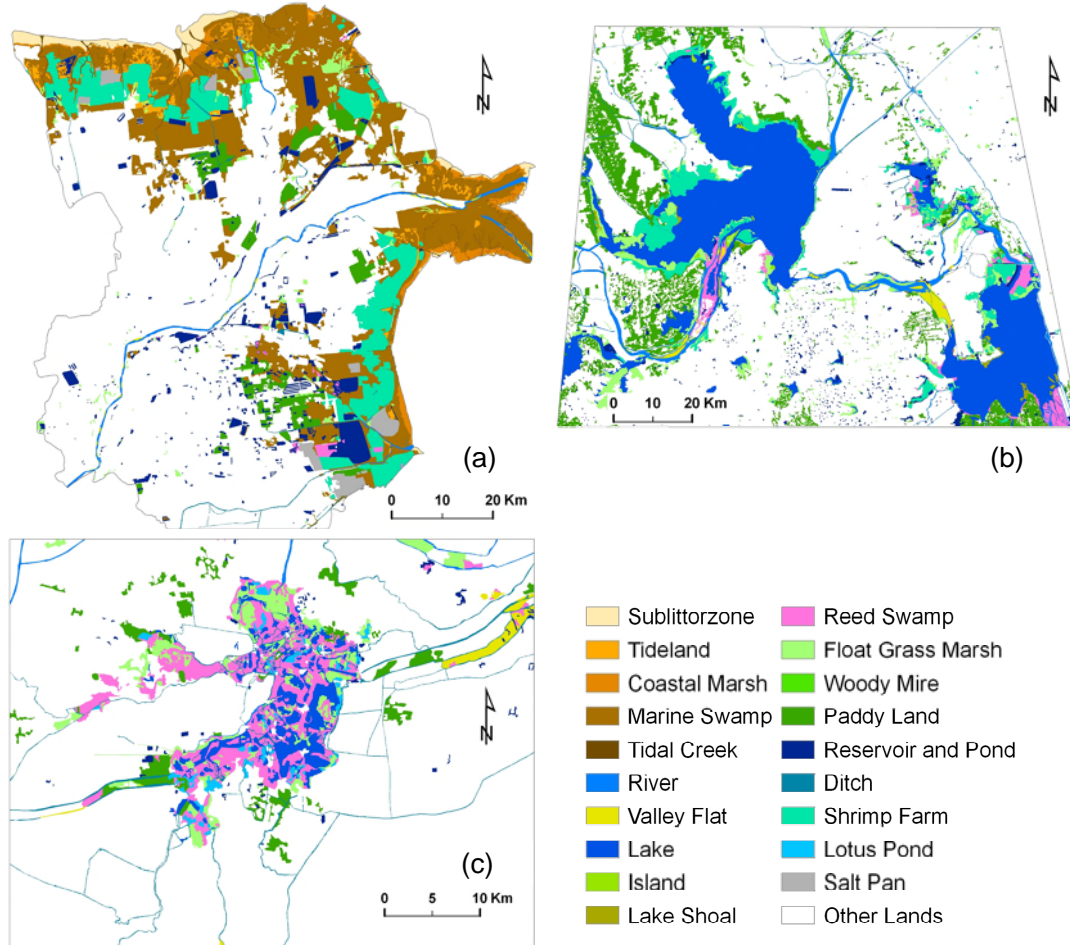 N
(a)
0 10 20 Km
N
0 10 20 Km
(b)
N
(c)
0 5 10 Km
Sublittorzone
Tideland
Coastal Marsh
Marine Swamp
Tidal Creek
River
Valley Flat
Lake
Island
Lake Shoal
Reed Swamp
Float Grass Marsh
Woody Mire
Paddy Land
Reservoir and Pond
Ditch
Shrimp Farm
Lotus Pond
Salt Pan
Other Lands